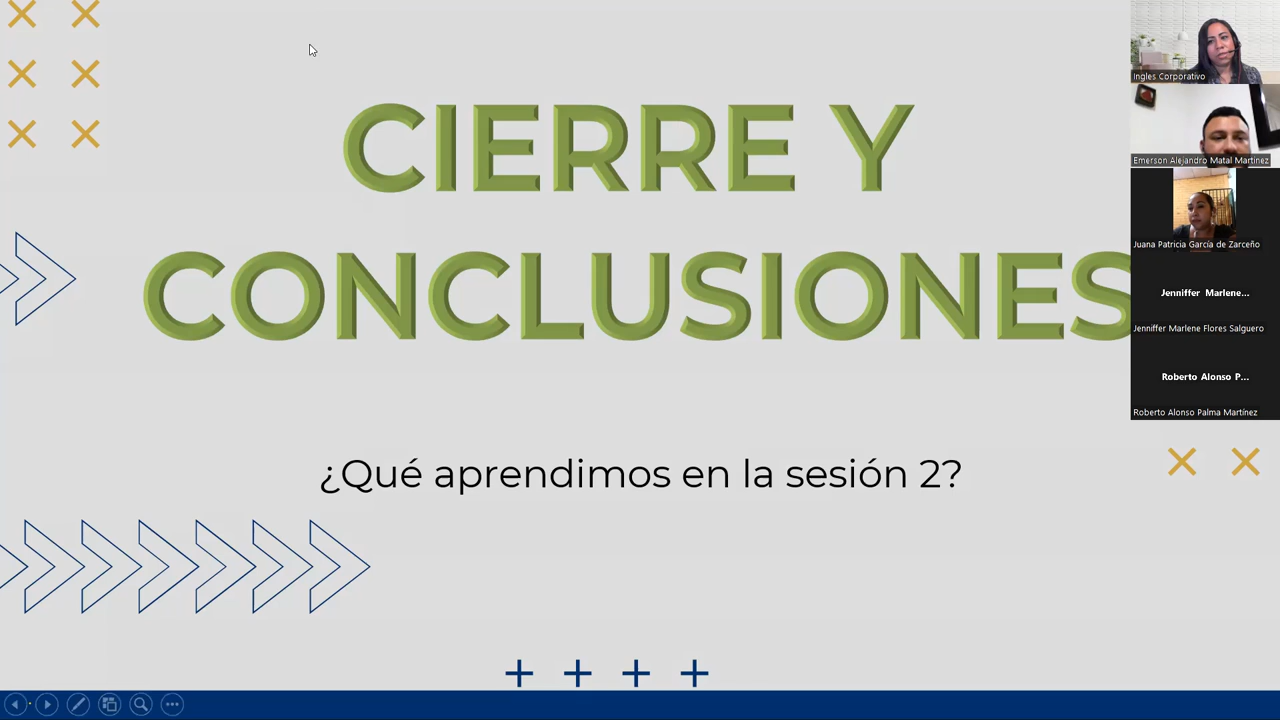 CIERRE Y
CONCLUSIONES
¿Qué aprendimos en la sesión 2?
Ingles Corporativo
Emerson Alejandro Matal Martinez
Juana Patricia García de Zarceño
Jenniffer Marlene...
Jenniffer Marlene Flores Salguero
Roberto Alonso P...
Roberto Alonso Palma Martínez